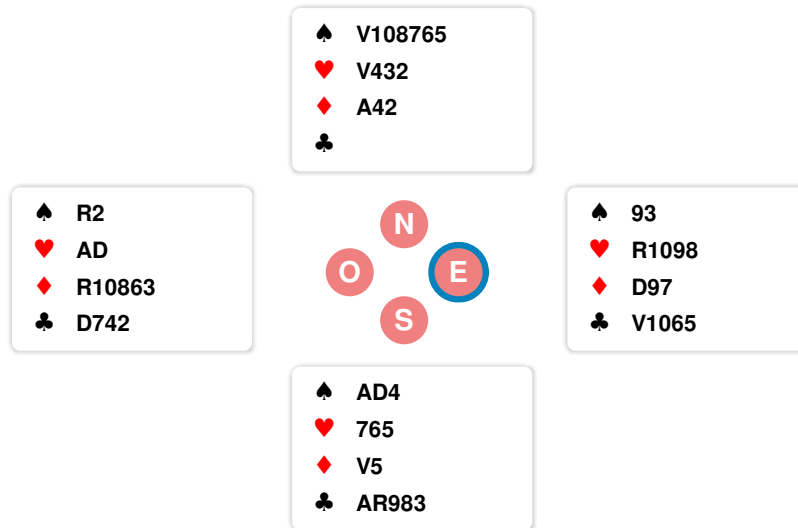 ♠ V108765
♥ V432
♦ A42
♣
♠ R2
♥ AD
♦ R10863
♣ D742
N
O
E
S
♠ 93
♥ R1098
♦ D97
♣ V1065
♠ AD4
♥ 765
♦ V5
♣ AR983